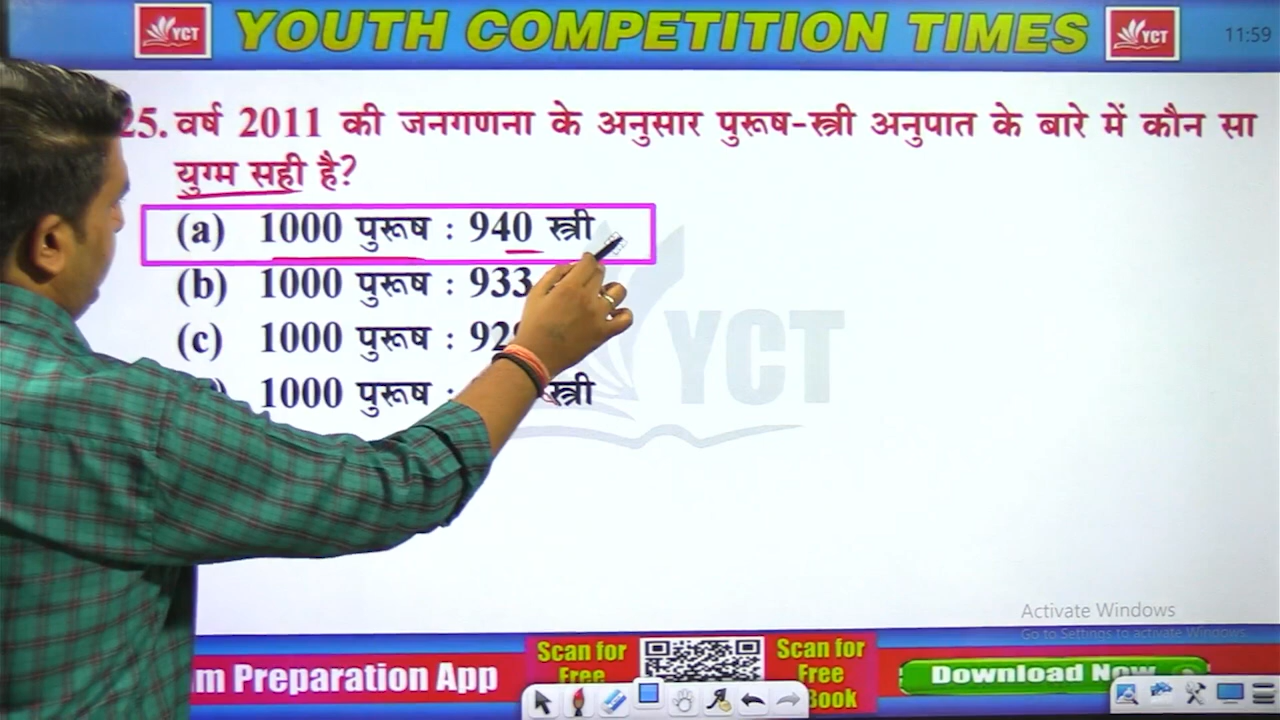 YCT
YOUTH COMPETITION TIMES
YCT
11:59
25. वर्ष 2011 की जनगणना के अनुसार पुरूष-स्त्री अनुपात के बारे में कौन सा
युग्म सही है?
(a) 1000 पुरूष : 940 स्त्री
(b) 1000 पुरूष : 933
(c) 1000 पुरूष :
1000 पुरूष : स्त्री
YCT
Activate Windows
Go to Settings to activate Windows.
Preparation App
Scan for
Free
Scan for
Free
Book
Download Now